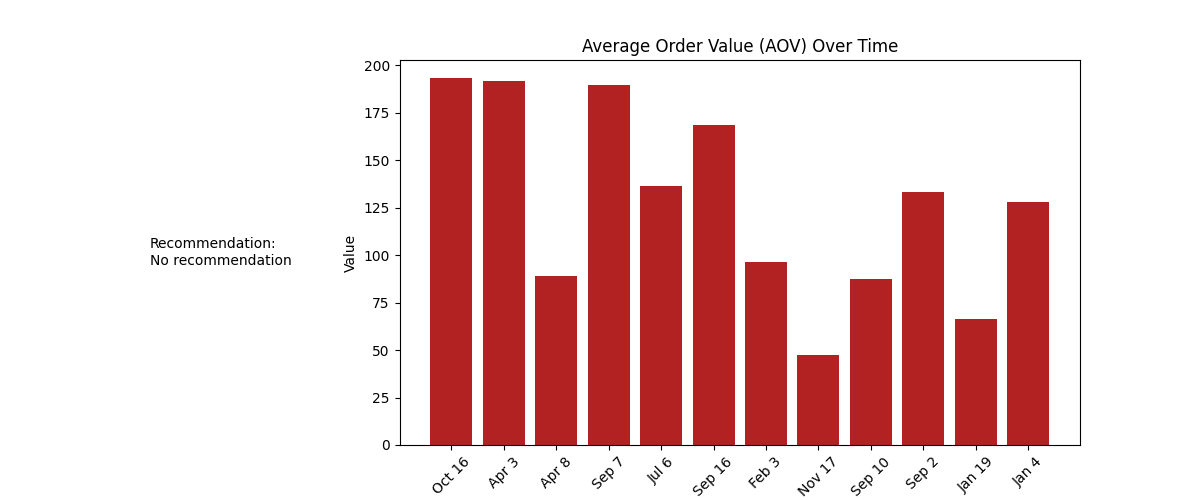 Average Order Value (AOV) Over Time
Recommendation:
No recommendation
Value
200
175
150
125
100
75
50
25
0
Oct 16
Apr 3
Apr 8
Sep 7
Jul 6
Sep 16
Feb 3
Nov 17
Sep 10
Sep 2
Jan 19
Jan 4